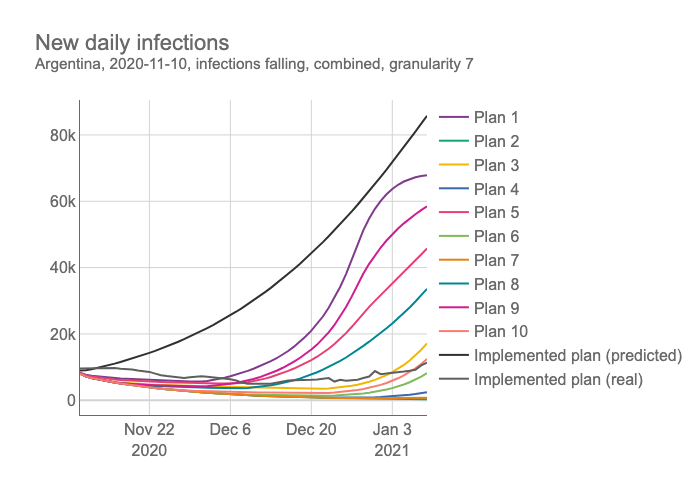 New daily infections
Argentina, 2020-11-10, infections falling, combined, granularity 7
80k
60k
40k
20k
0
Nov 22
2020
Dec 6
Dec 20
Jan 3
2021
Plan 1
Plan 2
Plan 3
Plan 4
Plan 5
Plan 6
Plan 7
Plan 8
Plan 9
Plan 10
Implemented plan (predicted)
Implemented plan (real)